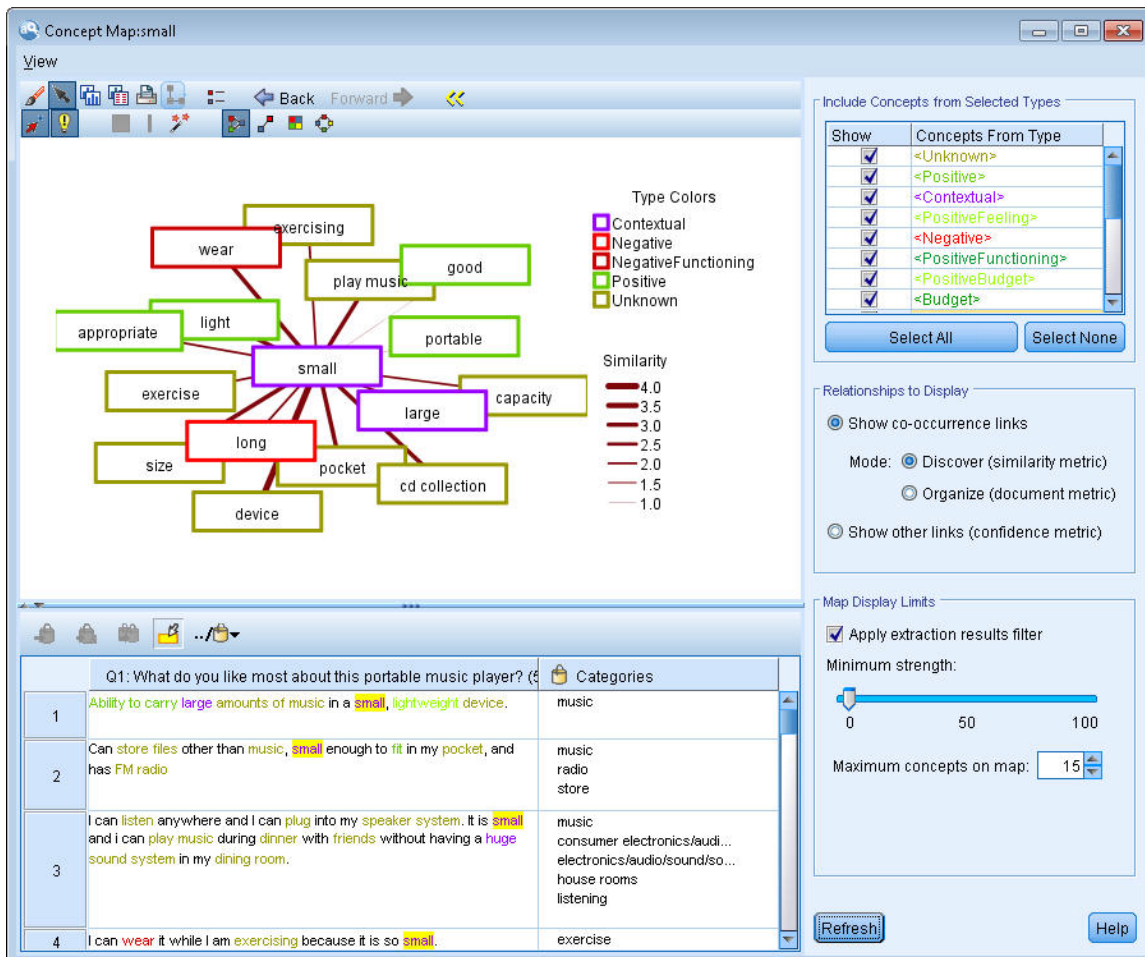 Concept Map:small
View
Back Forward
exercising
wear
good
play music
light
portable
appropriate
small
exercise
capacity
large
long
size
pocket
cd collection
device
Type Colors
Contextual
Negative
NegativeFunctioning
Positive
Unknown
Similarity
4.0
3.5
3.0
2.5
2.0
1.5
1.0
Include Concepts from Selected Types
Show Concepts From Type
<Unknown>
<Positive>
<Contextual>
<PositiveFeeling>
<Negative>
<PositiveFunctioning>
<PositiveBudget>
<Budget>
Select All Select None
Relationships to Display
Show co-occurrence links
Mode: Discover (similarity metric)
Organize (document metric)
Show other links (confidence metric)
Map Display Limits
Apply extraction results filter
Minimum strength:
0 50 100
Maximum concepts on map: 15
Refresh Help
../
Q1: What do you like most about this portable music player? (5 Categories
1
Ability to carry large amounts of music in a small, lightweight device.
music
2
Can store files other than music, small enough to fit in my pocket, and
has FM radio
music
radio
store
3
I can listen anywhere and I can plug into my speaker system. It is small
and i can play music during dinner with friends without having a huge
sound system in my dining room.
music
consumer electronics/audi...
electronics/audio/sound/so...
house rooms
listening
4
I can wear it while I am exercising because it is so small.
exercise